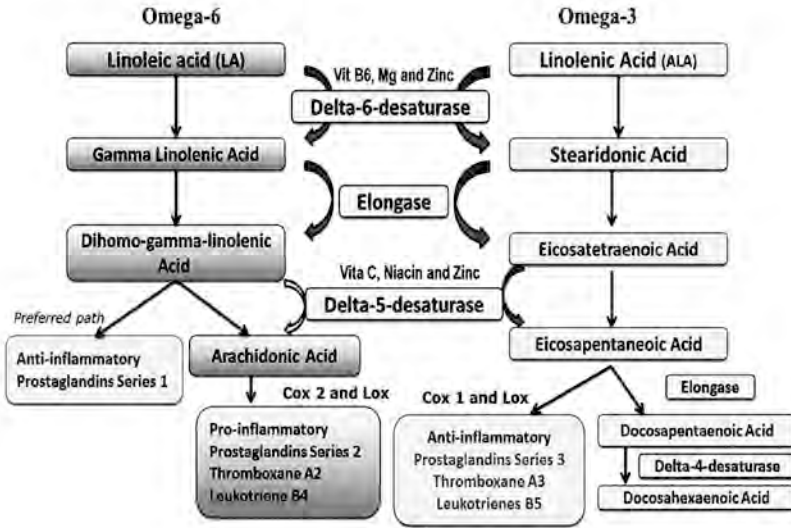 Omega-6
Omega-3
Linoleic acid (LA)
Vit B6, Mg and Zinc
Linolenic Acid (ALA)
Delta-6-desaturase
Gamma Linolenic Acid
Stearidonic Acid
Elongase
Dihomo-gamma-linolenic
Acid
Eicosatetraenoic Acid
Vita C, Niacin and Zinc
Delta-5-desaturase
Preferred path
Arachidonic Acid
Eicosapentaneoic Acid
Anti-inflammatory
Prostaglandins Series 1
Cox 2 and Lox
Cox 1 and Lox
Elongase
Pro-inflammatory
Prostaglandins Series 2
Thromboxane A2
Leukotriene B4
Anti-inflammatory
Prostaglandins Series 3
Thromboxane A3
Leukotrienes B5
Docosapentaenoic Acid
Delta-4-desaturase
Docosahexaenoic Acid